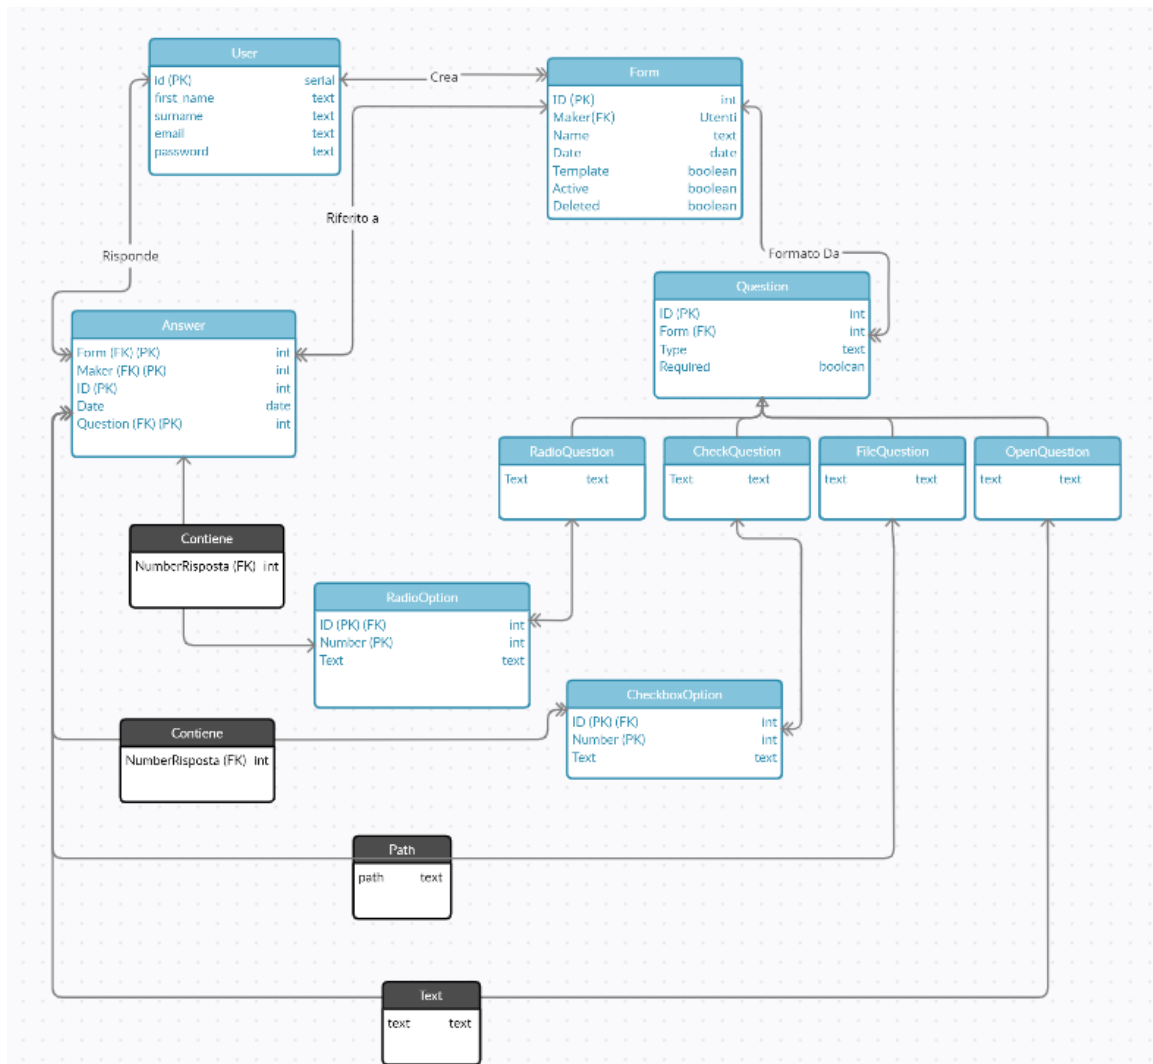 User
id (PK) serial
first_name text
surname text
email text
password text
Crea
Form
ID (PK) int
Maker(FK) Utenti
Name text
Date date
Template boolean
Active boolean
Deleted boolean
Riferito a
Risponde
Formato Da
Question
ID (PK) int
Form (FK) int
Type text
Required boolean
Answer
Form (FK) (PK) int
Maker (FK) (PK) int
ID (PK) int
Date date
Question (FK) (PK) int
RadioQuestion
Text text
CheckQuestion
Text text
FileQuestion
text text
OpenQuestion
text text
Contiene
NumberRisposta (FK) int
RadioOption
ID (PK) (FK) int
Number (PK) int
Text text
CheckboxOption
ID (PK) (FK) int
Number (PK) int
Text text
Contiene
NumberRisposta (FK) int
Path
path text
Text
text text